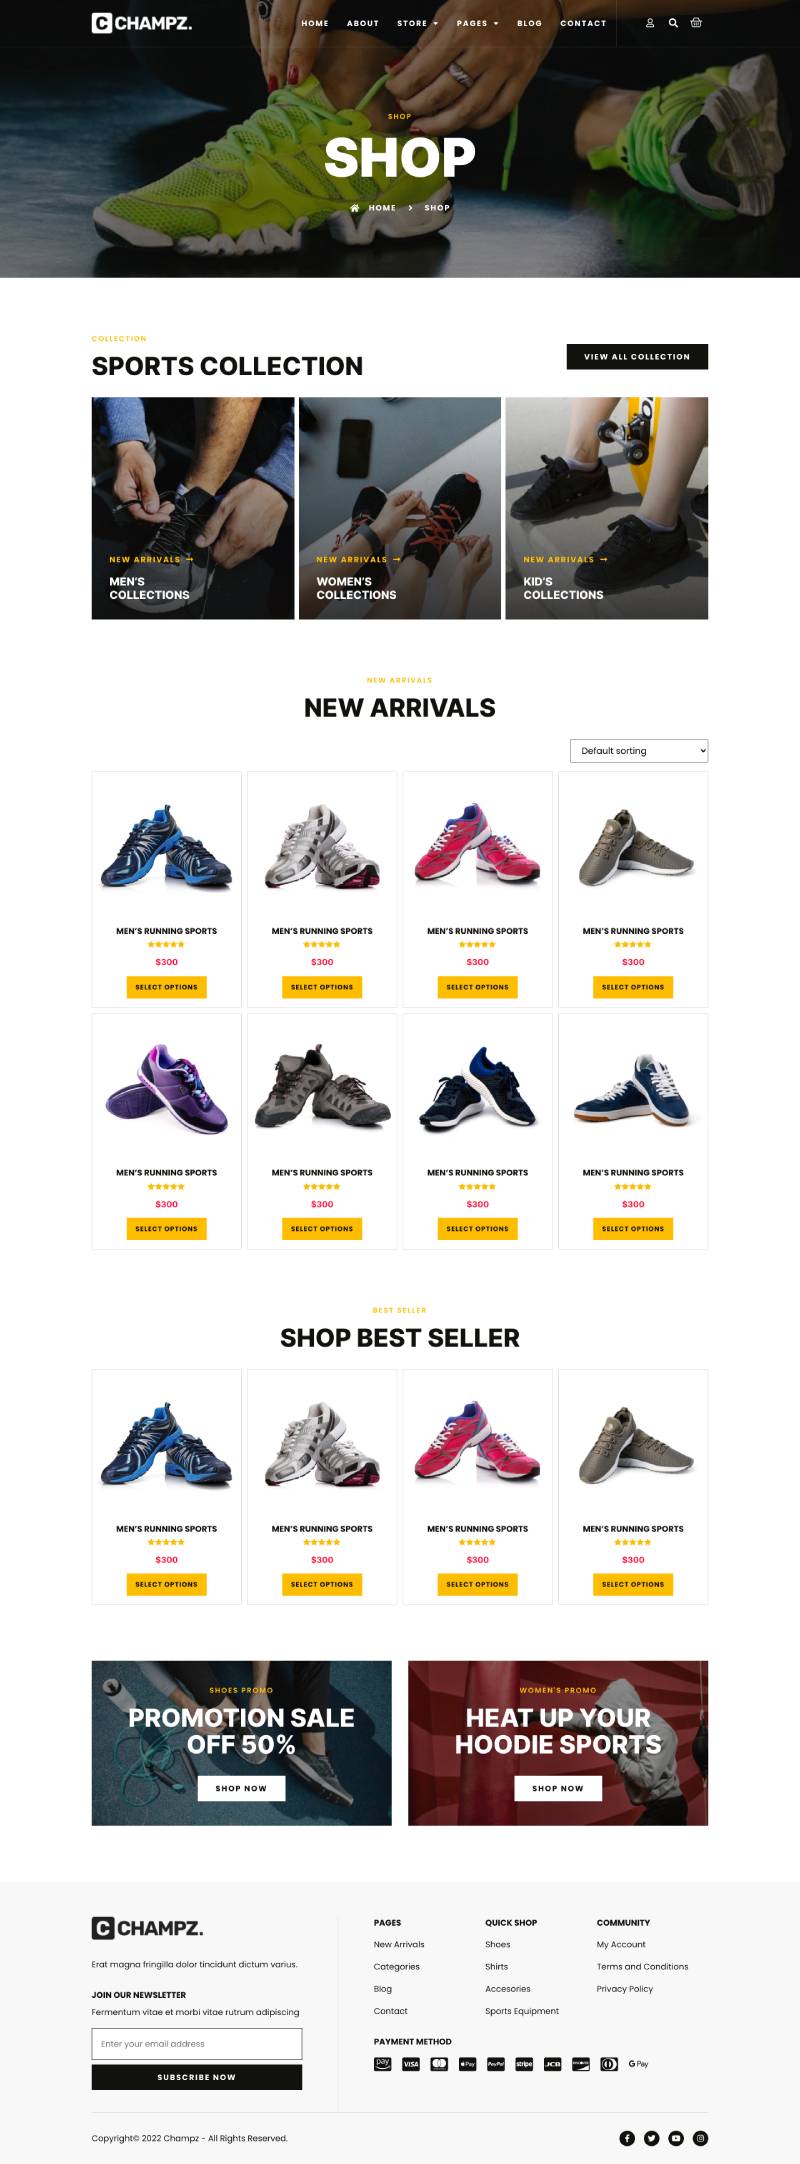 CHAMPZ.
HOME ABOUT STORE PAGES BLOG CONTACT
SHOP
SHOP
HOME > SHOP
COLLECTION
SPORTS COLLECTION
VIEW ALL COLLECTION
NEW ARRIVALS →
MEN'S
COLLECTIONS
NEW ARRIVALS →
WOMEN'S
COLLECTIONS
NEW ARRIVALS →
KID'S
COLLECTIONS
NEW ARRIVALS
NEW ARRIVALS
Default sorting
MEN'S RUNNING SPORTS MEN'S RUNNING SPORTS MEN'S RUNNING SPORTS MEN'S RUNNING SPORTS
$300 $300 $300 $300
SELECT OPTIONS SELECT OPTIONS SELECT OPTIONS SELECT OPTIONS
MEN'S RUNNING SPORTS MEN'S RUNNING SPORTS MEN'S RUNNING SPORTS MEN'S RUNNING SPORTS
$300 $300 $300 $300
SELECT OPTIONS SELECT OPTIONS SELECT OPTIONS SELECT OPTIONS
BEST SELLER
SHOP BEST SELLER
MEN'S RUNNING SPORTS MEN'S RUNNING SPORTS MEN'S RUNNING SPORTS MEN'S RUNNING SPORTS
$300 $300 $300 $300
SELECT OPTIONS SELECT OPTIONS SELECT OPTIONS SELECT OPTIONS
SHOES PROMO
PROMOTION SALE
OFF 50%
SHOP NOW
WOMEN'S PROMO
HEAT UP YOUR
HOODIE SPORTS
SHOP NOW
CHAMPZ.
Erat magna fringilla dolor tincidunt dictum varius.
JOIN OUR NEWSLETTER
Fermentum vitae et morbi vitae rutrum adipiscing
Enter your email address
SUBSCRIBE NOW
PAGES
New Arrivals
Categories
Blog
Contact
QUICK SHOP
Shoes
Shirts
Accesories
Sports Equipment
COMMUNITY
My Account
Terms and Conditions
Privacy Policy
PAYMENT METHOD
pay VISA Pay PayPal stripe JCB DISCOVER G Pay
Copyright© 2022 Champz - All Rights Reserved.